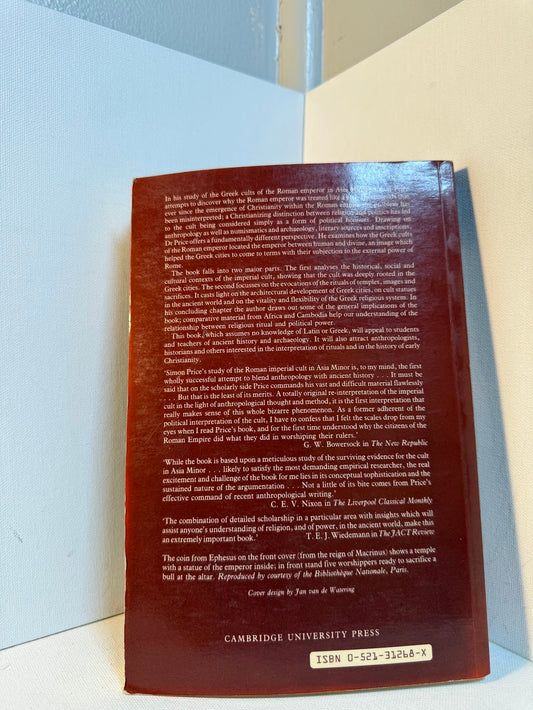 In his study of the Greek cults of the Roman emperor in Asia
attempts to discover why the Roman emperor was treated like
ever since the emergence of Christianity within the Roman empire the problem has
been misinterpreted; a Christianizing distinction between religion and politics has led
to the cult being considered simply as a form of political honours. Drawing on
anthropology as well as numismatics and archaeology, literary sources and inscriptions,
Dr Price offers a fundamentally different perspective. He examines how the Greek cults
of the Roman emperor located the emperor between human and divine, an image which
helped the Greek cities to come to terms with their subjection to the external power of
Rome
The book falls into two major parts. The first analyses the historical, social and
cultural contexts of the imperial cult, showing that the cult was deeply rooted in the
Greek cities. The second focusses on the evocations of the rituals of temples, images and
sacrifices. It casts light on the architectural development of Greek cities, on cult statues
in the ancient world and on the vitality and flexibility of the Greek religious system. In
his concluding chapter the author draws out some of the general implications of the
book; comparative material from Africa and Cambodia help our understanding of the
relationship between religious ritual and political power.
This book, which assumes no knowledge of Latin or Greek, will appeal to students
and teachers of ancient history and archaeology. It will also attract anthropologists,
historians and others interested in the interpretation of rituals and in the history of early
Christianity.
'Simon Price's study of the Roman imperial cult in Asia Minor is, to my mind, the first
wholly successful attempt to blend anthropology with ancient history . . . It must be
said that on the scholarly side Price commands his vast and difficult material flawlessly
. . . But that is the least of its merits. A totally original re-interpretation of the imperial
cult in the light of anthropological thought and method, it is the first interpretation that
really makes sense of this whole bizarre phenomenon. As a former adherent of the
political interpretation of the cult, I have to confess that I felt the scales drop from my
eyes when I read Price's book, and for the first time understood why the citizens of the
Roman Empire did what they did in worshiping their rulers.'
G. W. Bowersock in The New Republic
'While the book is based upon a meticulous study of the surviving evidence for the cult
in Asia Minor . . . likely to satisfy the most demanding empirical researcher, the real
excitement and challenge of the book for me lies in its conceptual sophistication and the
sustained nature of the argumentation . . . Not a little of its bite comes from Price's
effective command of recent anthropological writing.'
C. E. V. Nixon in The Liverpool Classical Monthly
'The combination of detailed scholarship in a particular area with insights which will
assist anyone's understanding of religion, and of power, in the ancient world, make this
an extremely important book.' T. E. J. Wiedemann in The JACT Review
The coin from Ephesus on the front cover (from the reign of Macrinus) shows a temple
with a statue of the emperor inside; in front stand five worshippers ready to sacrifice a
bull at the altar. Reproduced by courtesy of the Bibliothèque Nationale, Paris.
Cover design by Jan van de Watering
CAMBRIDGE UNIVERSITY PRESS
ISBN 0-521-31268-X